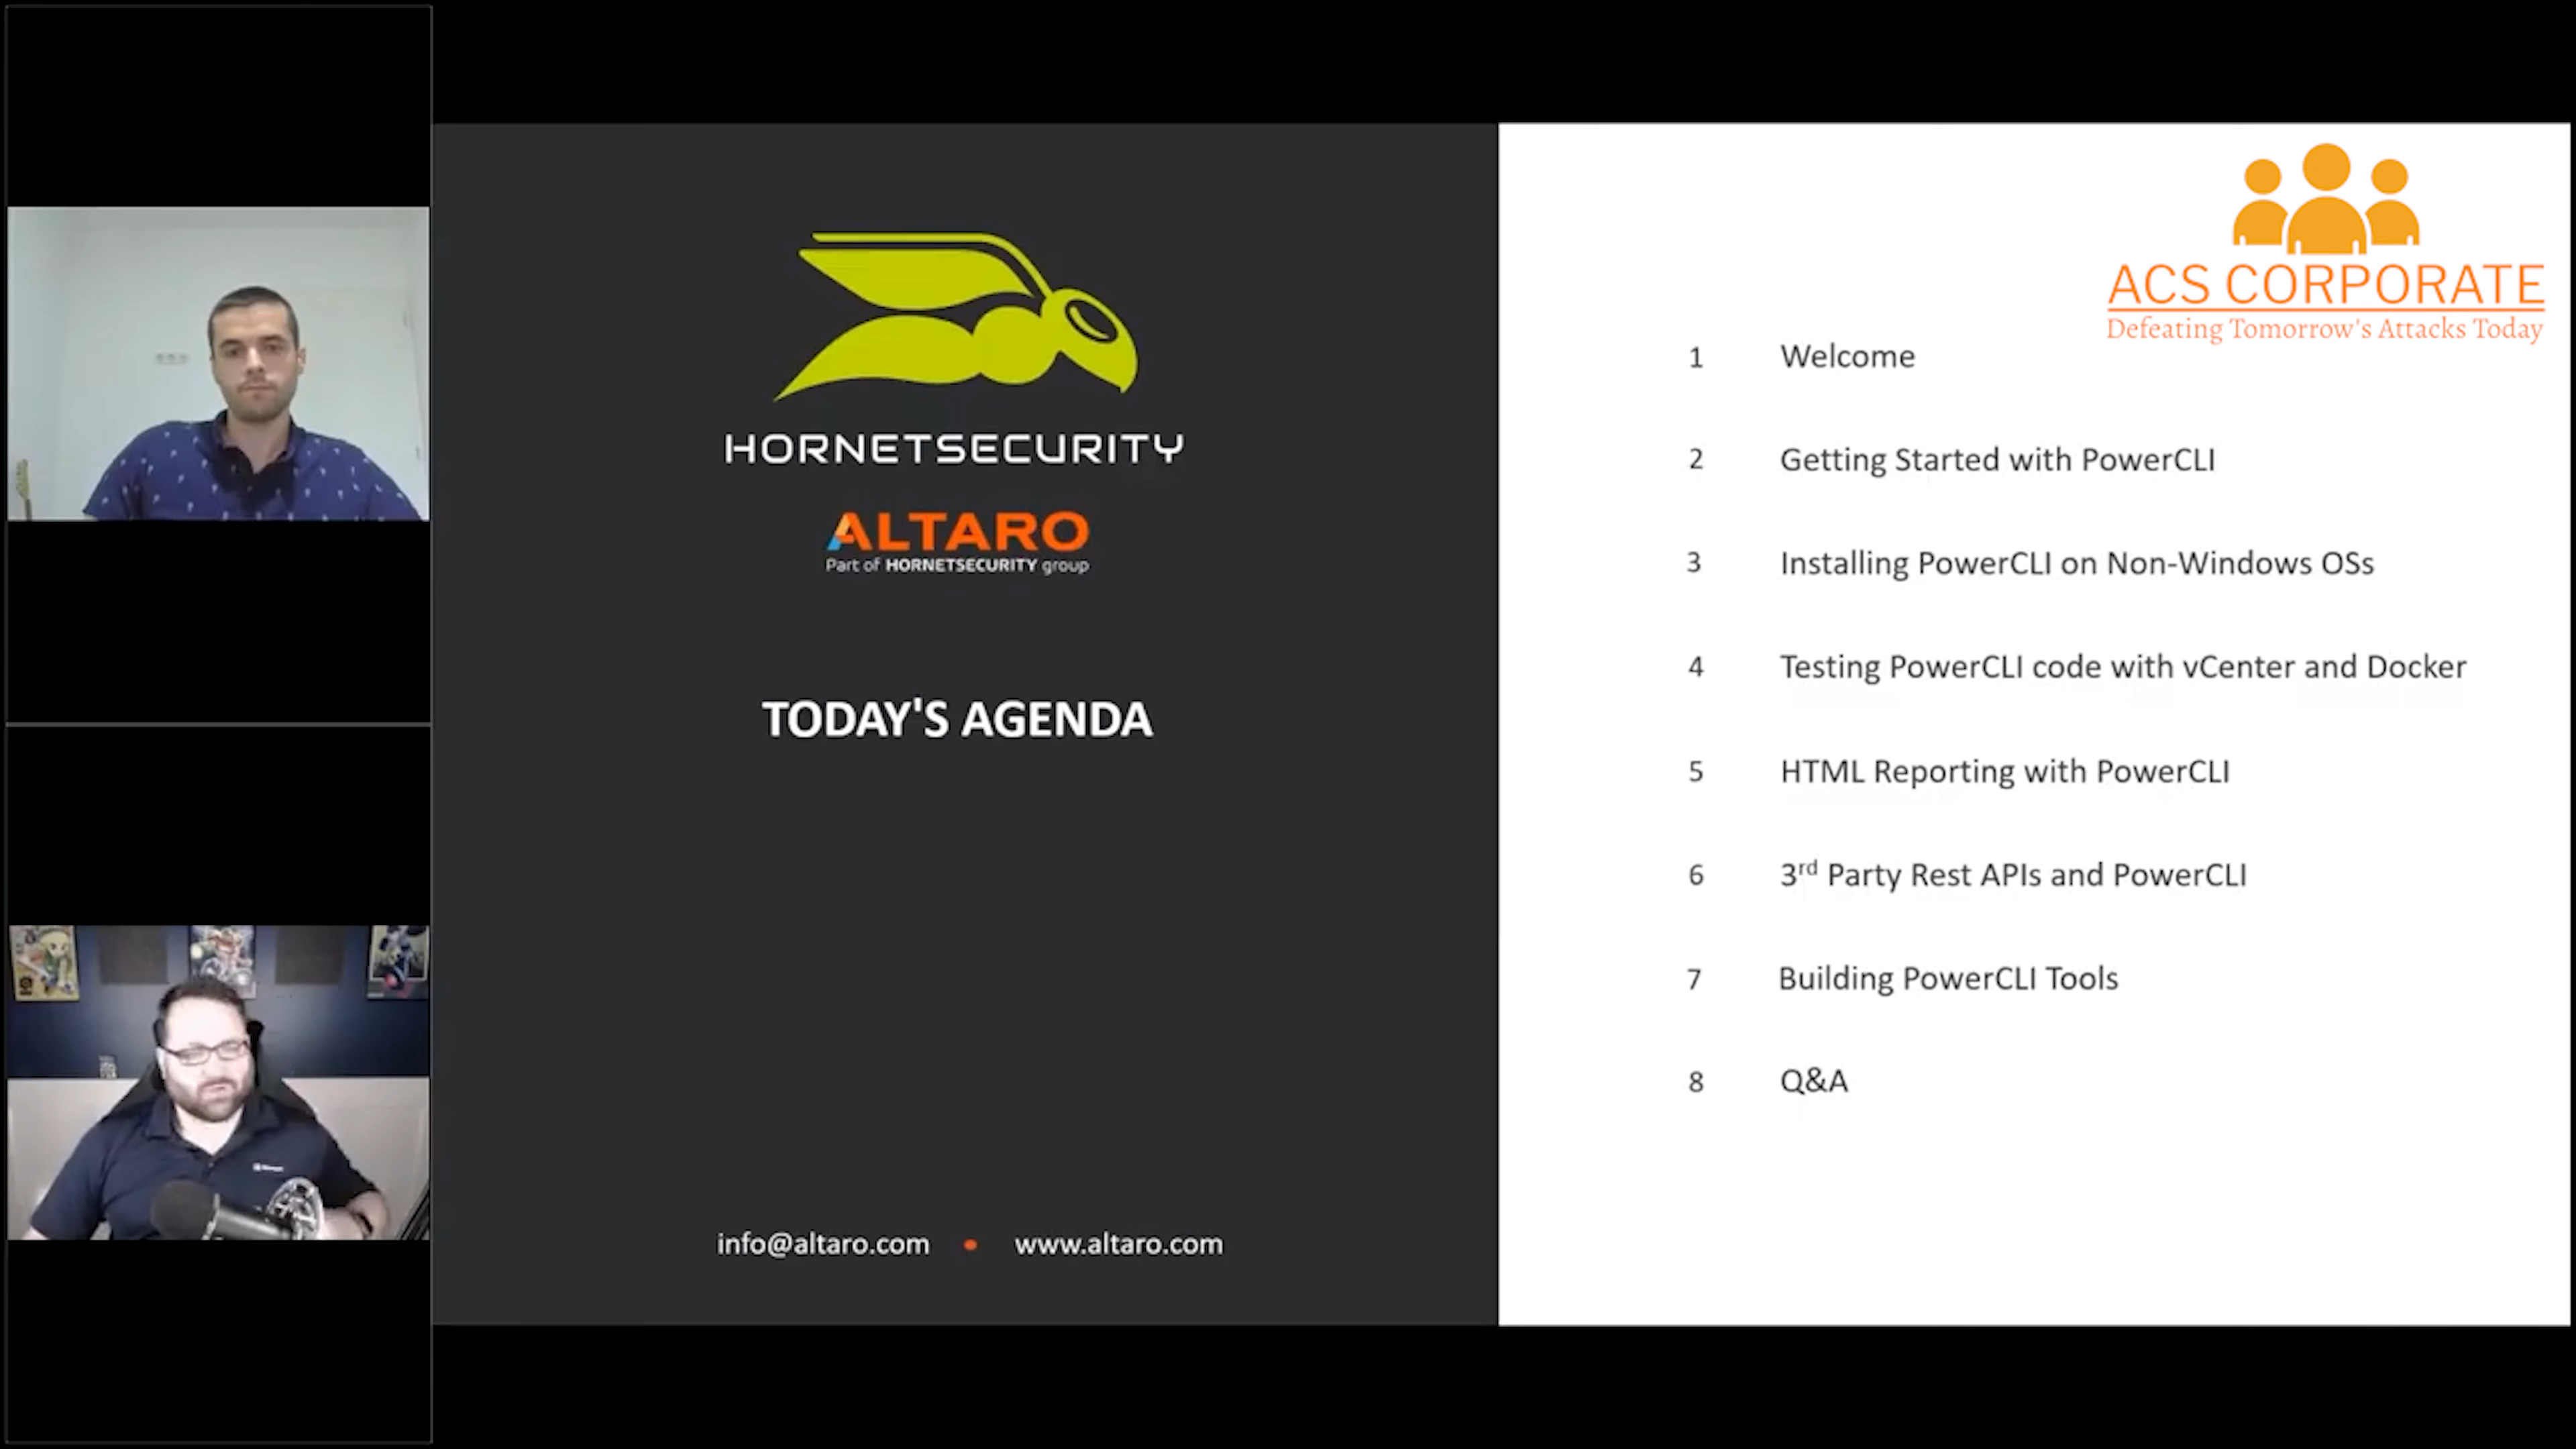 HORNETSECURITY
ALTARO
Part of HORNETSECURITY group
TODAY'S AGENDA
info@altaro.com • www.altaro.com
ACS CORPORATE
Defeating Tomorrow's Attacks Today
1 Welcome
2 Getting Started with PowerCLI
3 Installing PowerCLI on Non-Windows OSs
4 Testing PowerCLI code with vCenter and Docker
5 HTML Reporting with PowerCLI
6 3rd Party Rest APIs and PowerCLI
7 Building PowerCLI Tools
8 Q&A